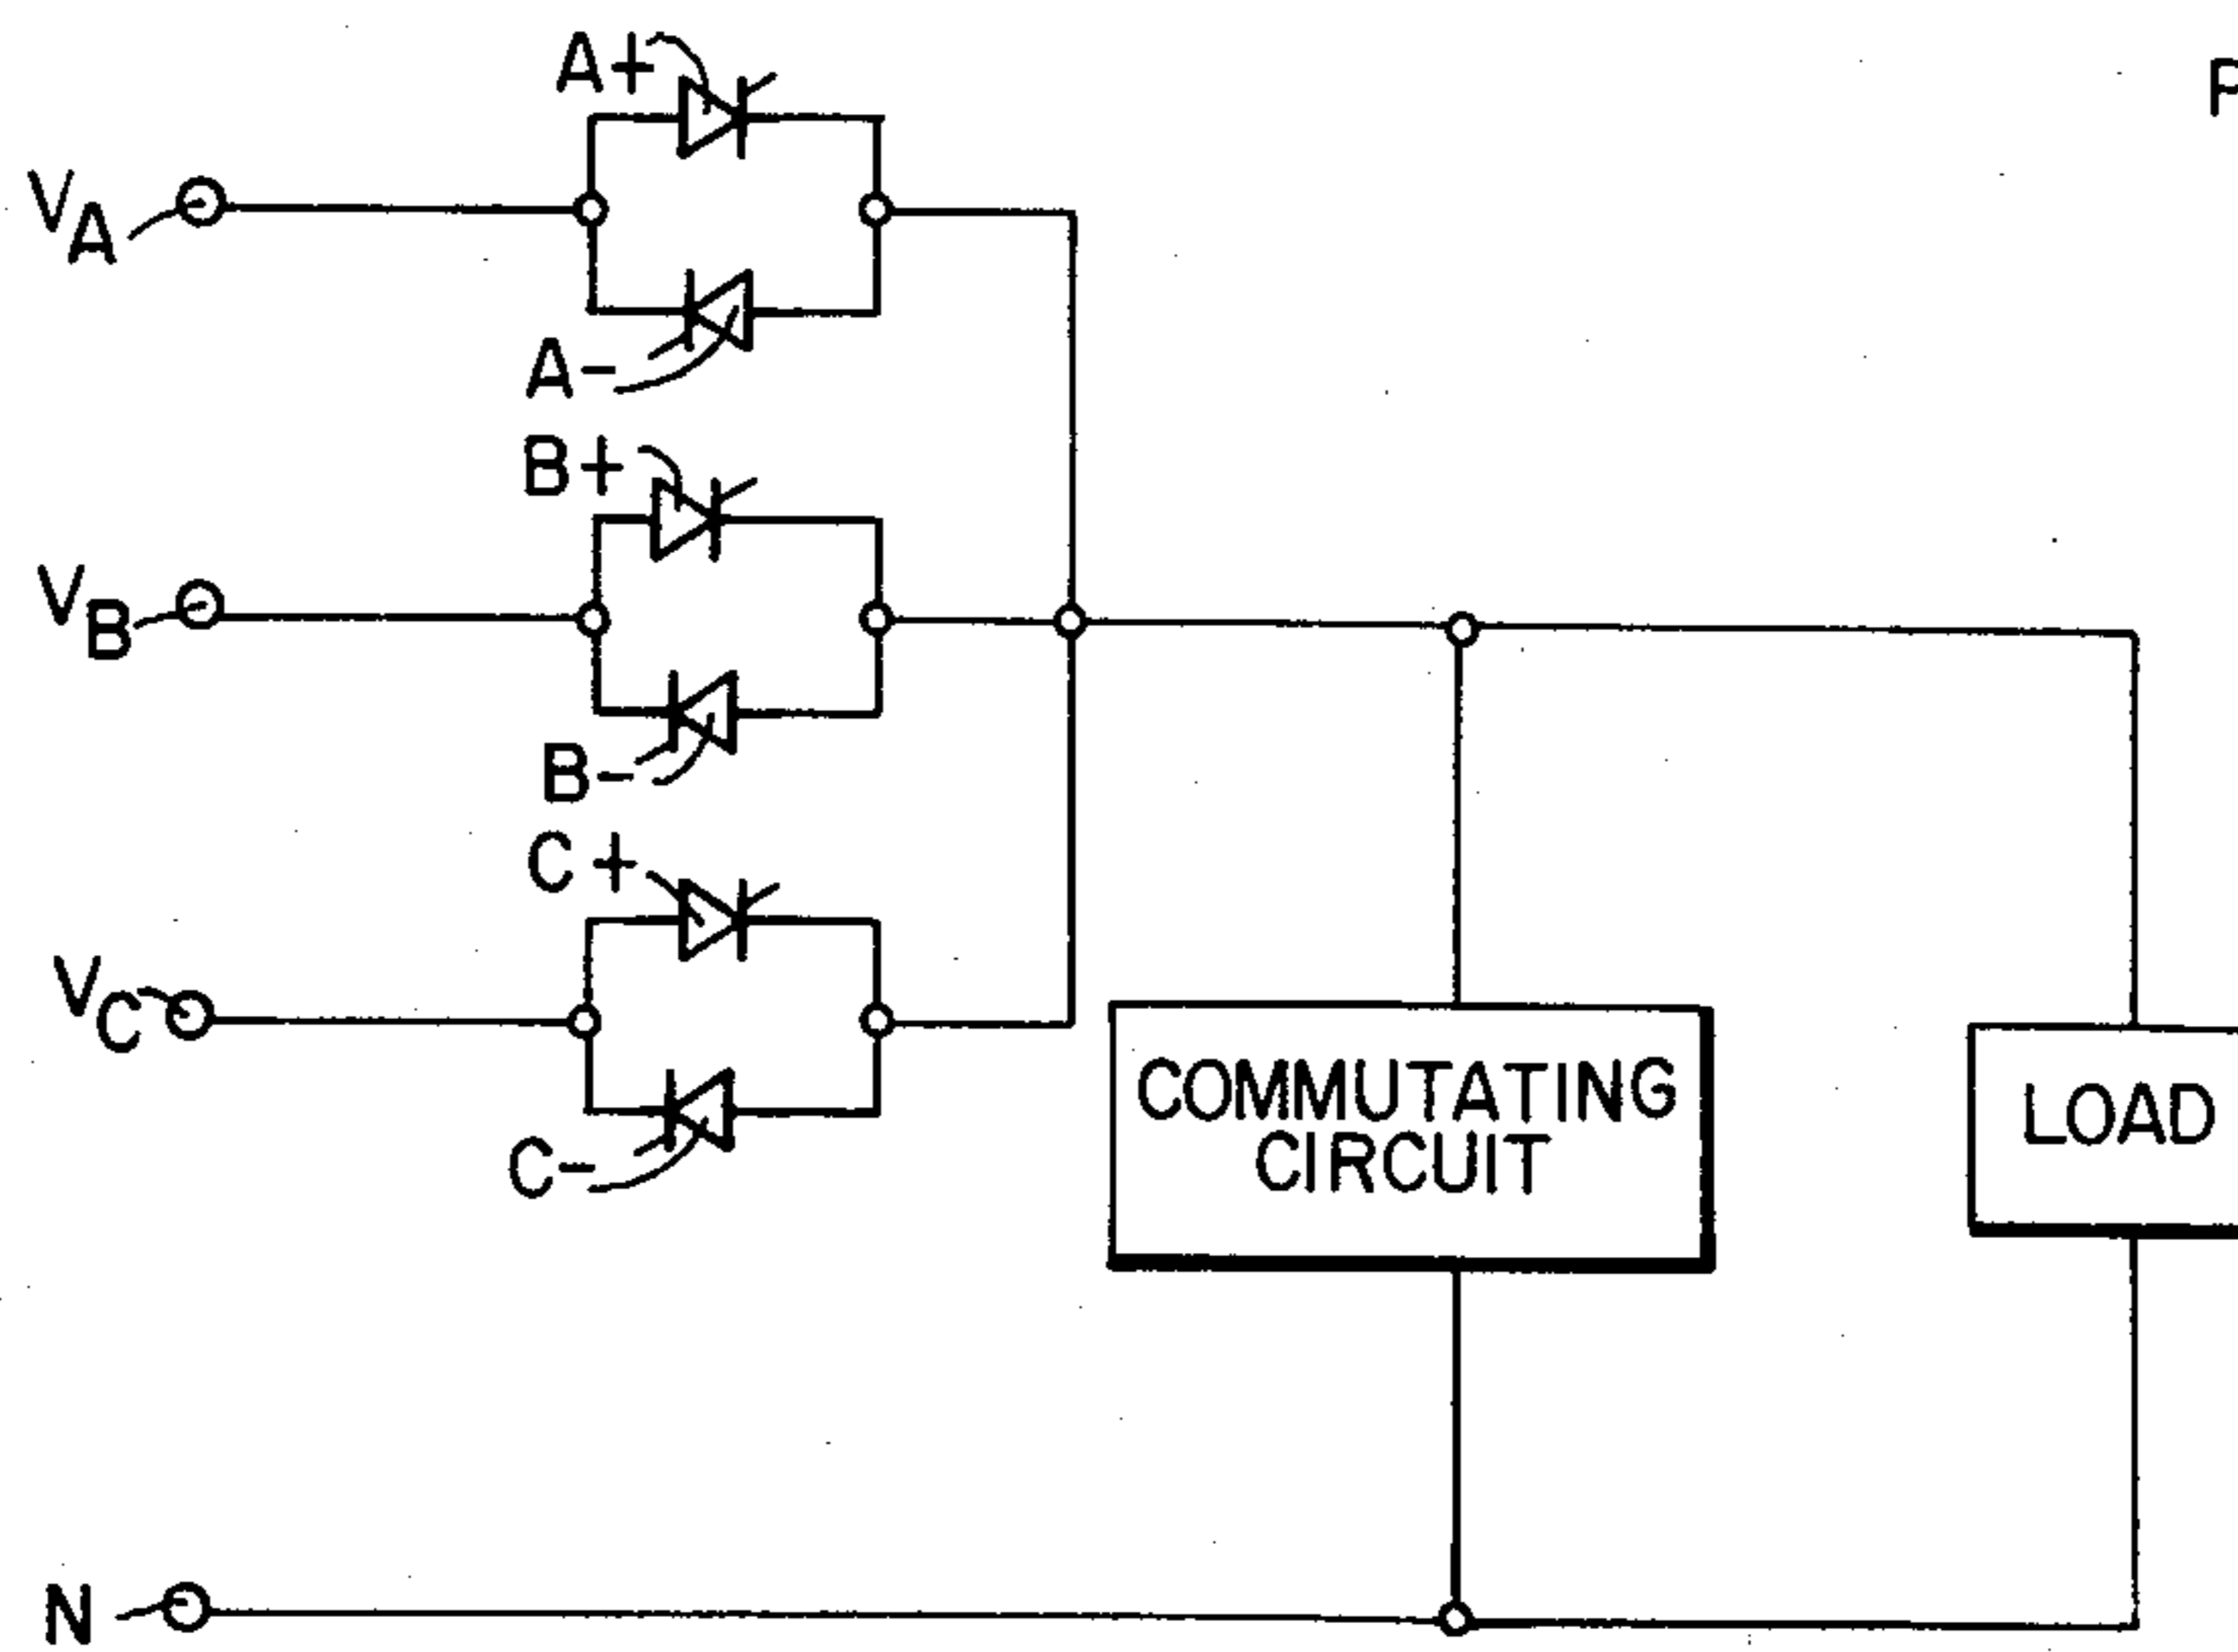 A+
P
VA
A-
B+
VB
B-
C+
VC
COMMUTATING
CIRCUIT
LOAD
C-
N